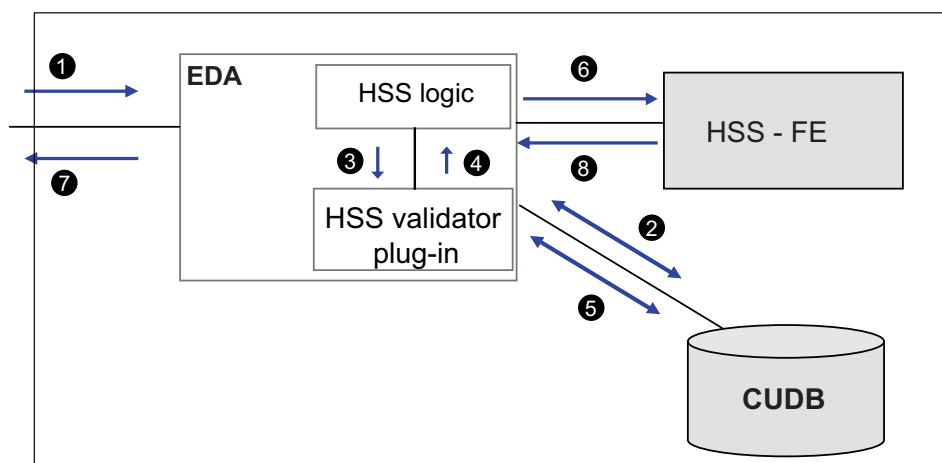 1
EDA
HSS logic
6
HSS - FE
3
4
8
7
HSS validator
plug-in
2
5
CUDB